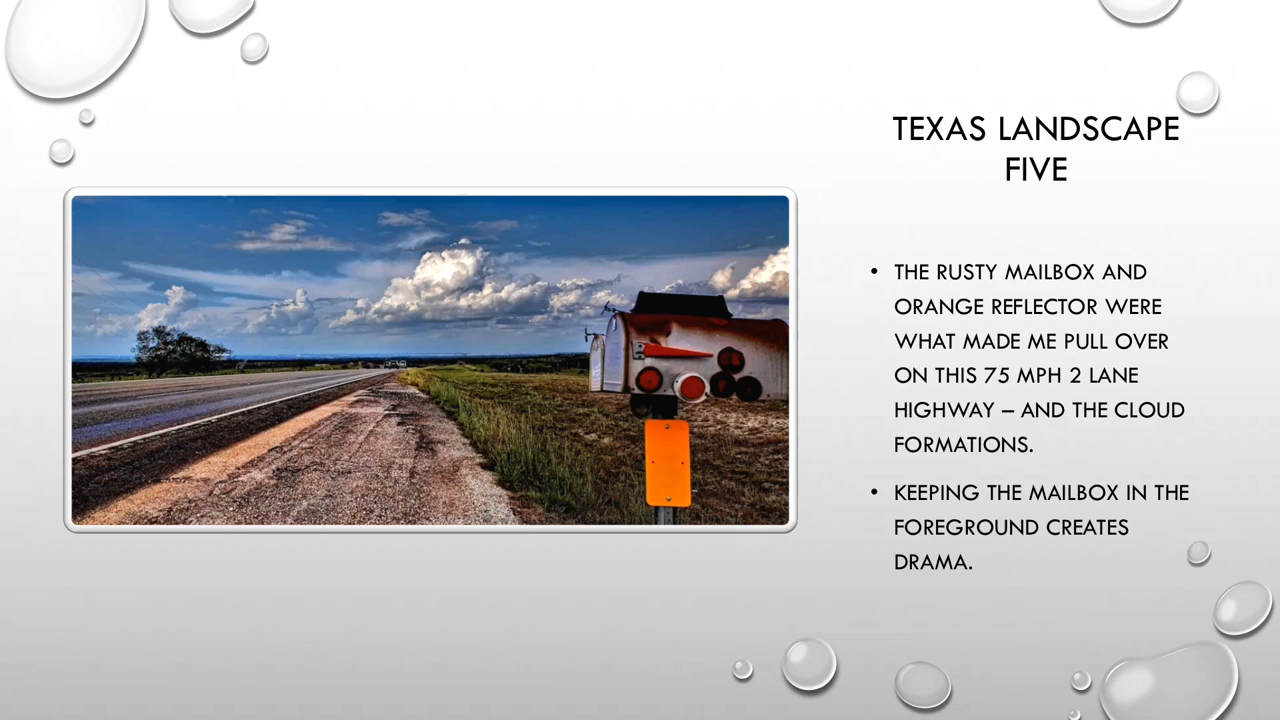 TEXAS LANDSCAPE
FIVE
• THE RUSTY MAILBOX AND
ORANGE REFLECTOR WERE
WHAT MADE ME PULL OVER
ON THIS 75 MPH 2 LANE
HIGHWAY – AND THE CLOUD
FORMATIONS.
• KEEPING THE MAILBOX IN THE
FOREGROUND CREATES
DRAMA.